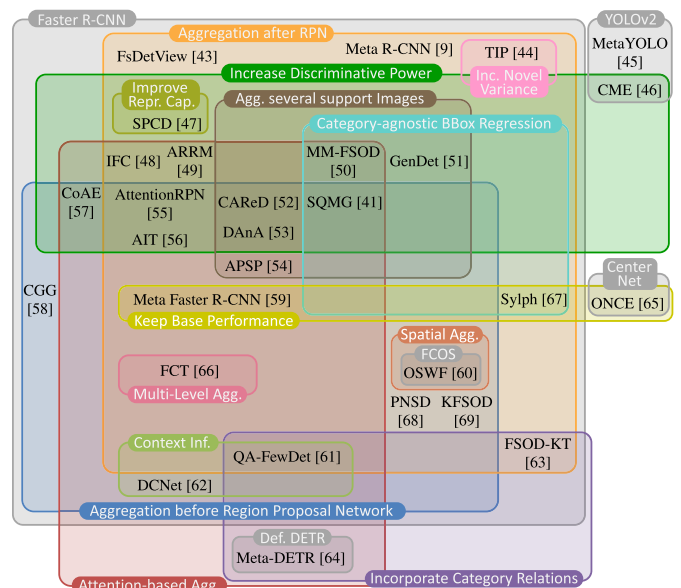 Faster R-CNN
YOLOv2
Aggregation after RPN
FsDetView [43]
Meta R-CNN [9]
TIP [44]
Inc. Novel
Variance
MetaYOLO
[45]
CME [46]
Increase Discriminative Power
Improve
Repr. Cap.
SPCD [47]
Agg. several support Images
Category-agnostic BBox Regression
IFC [48]
ARRM
[49]
MM-FSOD
[50]
GenDet [51]
CoAE
[57]
AttentionRPN
[55]
CAReD [52]
SQMG [41]
AIT [56]
DAnA [53]
APSP [54]
CGG
[58]
Meta Faster R-CNN [59]
Keep Base Performance
Sylph [67]
Center
Net
ONCE [65]
Spatial Agg.
FCOS
OSWF [60]
FCT [66]
Multi-Level Agg.
PNSD
[68]
KFSOD
[69]
Context Inf.
QA-FewDet [61]
FSOD-KT
[63]
DCNet [62]
Aggregation before Region Proposal Network
Def. DETR
Meta-DETR [64]
Attention-based Agg.
Incorporate Category Relations